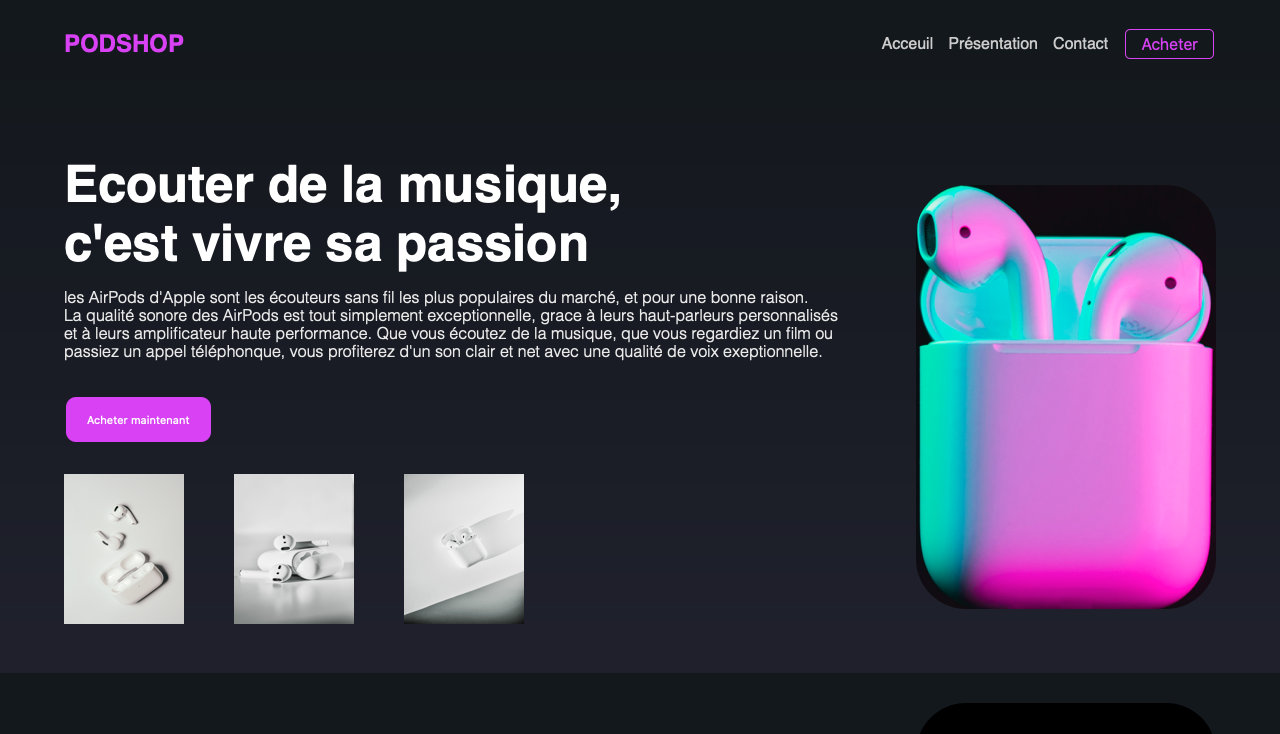 PODSHOP
Acceuil Présentation Contact Acheter
Ecouter de la musique,
c'est vivre sa passion
les AirPods d'Apple sont les écouteurs sans fil les plus populaires du marché, et pour une bonne raison.
La qualité sonore des AirPods est tout simplement exceptionnelle, grace à leurs haut-parleurs personnalisés
et à leurs amplificateur haute performance. Que vous écoutez de la musique, que vous regardiez un film ou
passiez un appel téléphonque, vous profiterez d'un son clair et net avec une qualité de voix exeptionnelle.
Acheter maintenant